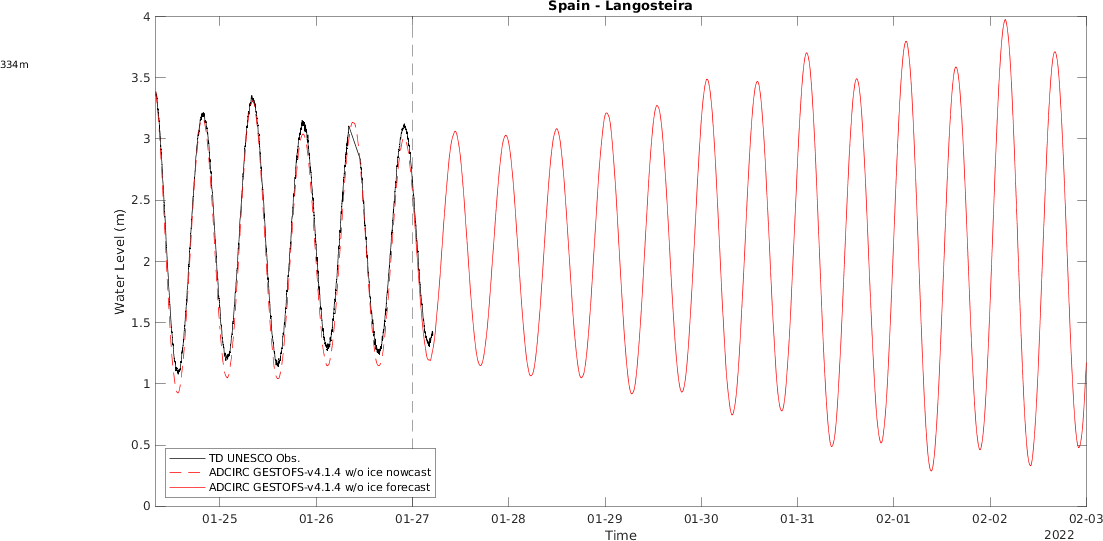 Spain - Langosteira
334m
4
3.5
3
2.5
2
1.5
1
0.5
0
Water Level (m)
TD UNESCO Obs.
ADCIRC GESTOFS-v4.1.4 w/o ice nowcast
ADCIRC GESTOFS-v4.1.4 w/o ice forecast
01-25 01-26 01-27 01-28 01-29 01-30 01-31 02-01 02-02 02-03
Time
2022